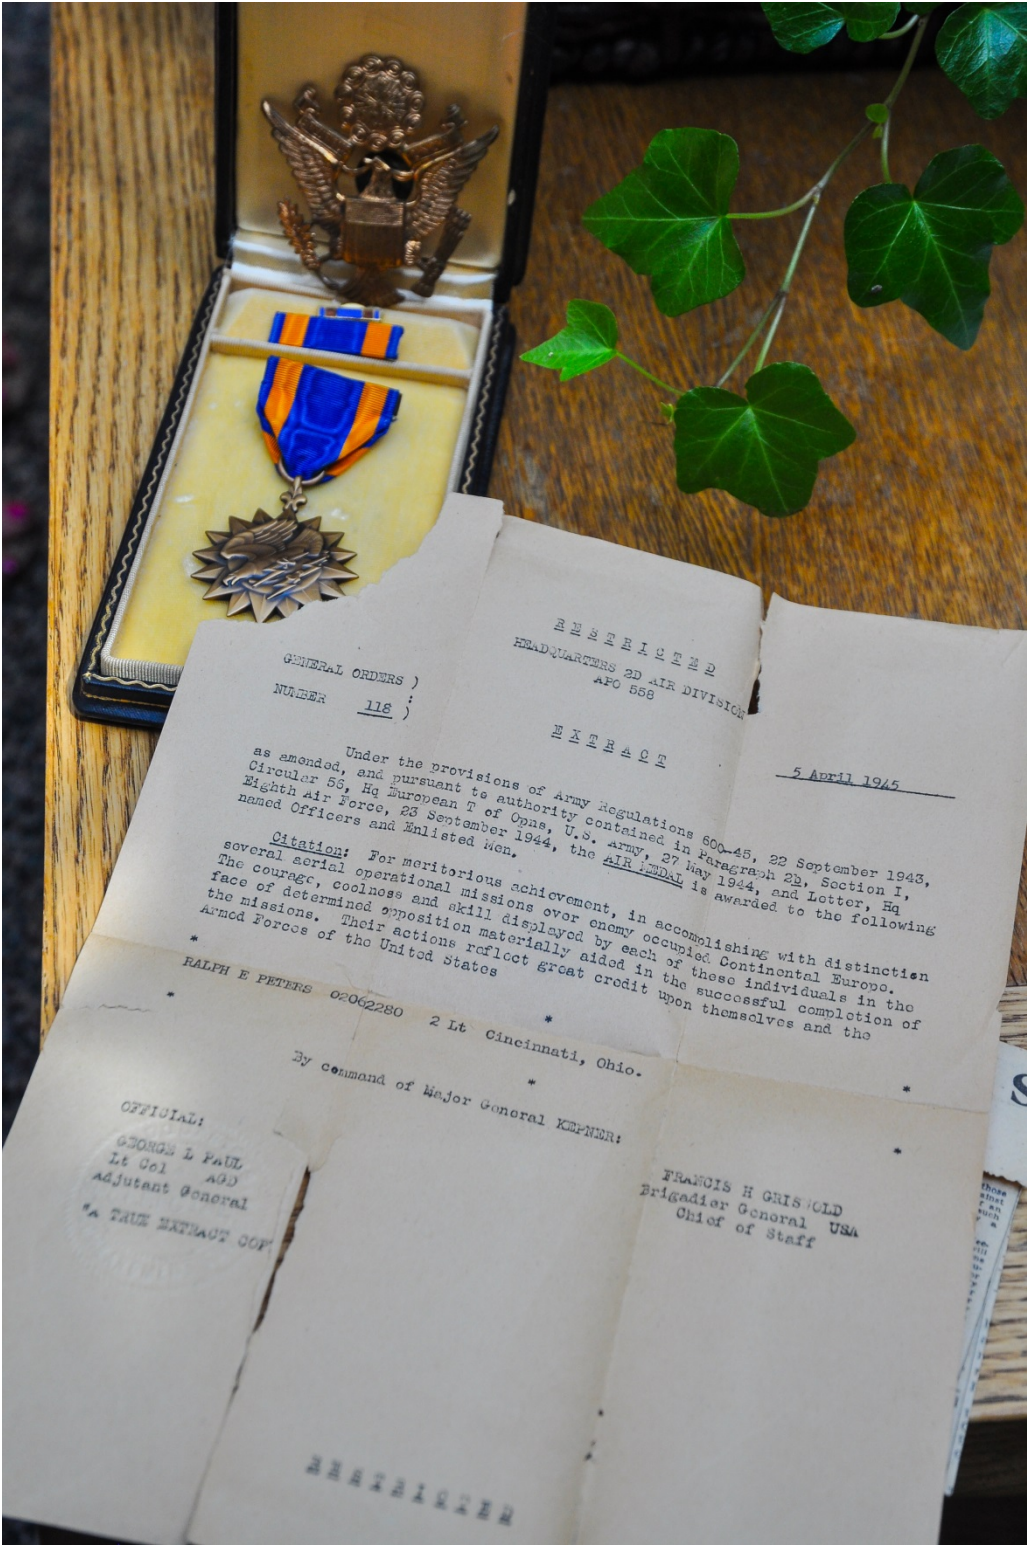 R E S T R I C T E D
HEADQUARTERS 2D AIR DIVISION
APO 558
GENERAL ORDERS )
:
NUMBER 118 )
E X T R A C T
5 April 1945
Under the provisions of Army Regulations 600-45, 22 September 1943,
as amended, and pursuant to authority contained in Paragraph 2b, Section I,
Circular 56, Hq European T of Opns, U.S. Army, 27 May 1944, and Letter, Hq
Eighth Air Force, 23 September 1944, the AIR MEDAL is awarded to the following
named Officers and Enlisted Men.
Citation: For meritorious achievement, in accomplishing with distinction
several aerial operational missions over enemy occupied Continental Europe.
The courage, coolness and skill displayed by each of these individuals in the
face of determined opposition materially aided in the successful completion of
the missions. Their actions reflect great credit upon themselves and the
Armed Forces of the United States
* * *
RALPH E PETERS 02062280 2 Lt Cincinnati, Ohio.
* * *
By command of Major General KEPNER:
OFFICIAL:
GEORGE L PAUL
Lt Col AGD
Adjutant General
"A TRUE EXTRACT COP
FRANCIS H GRISWOLD
Brigadier General USA
Chief of Staff
S
those
such